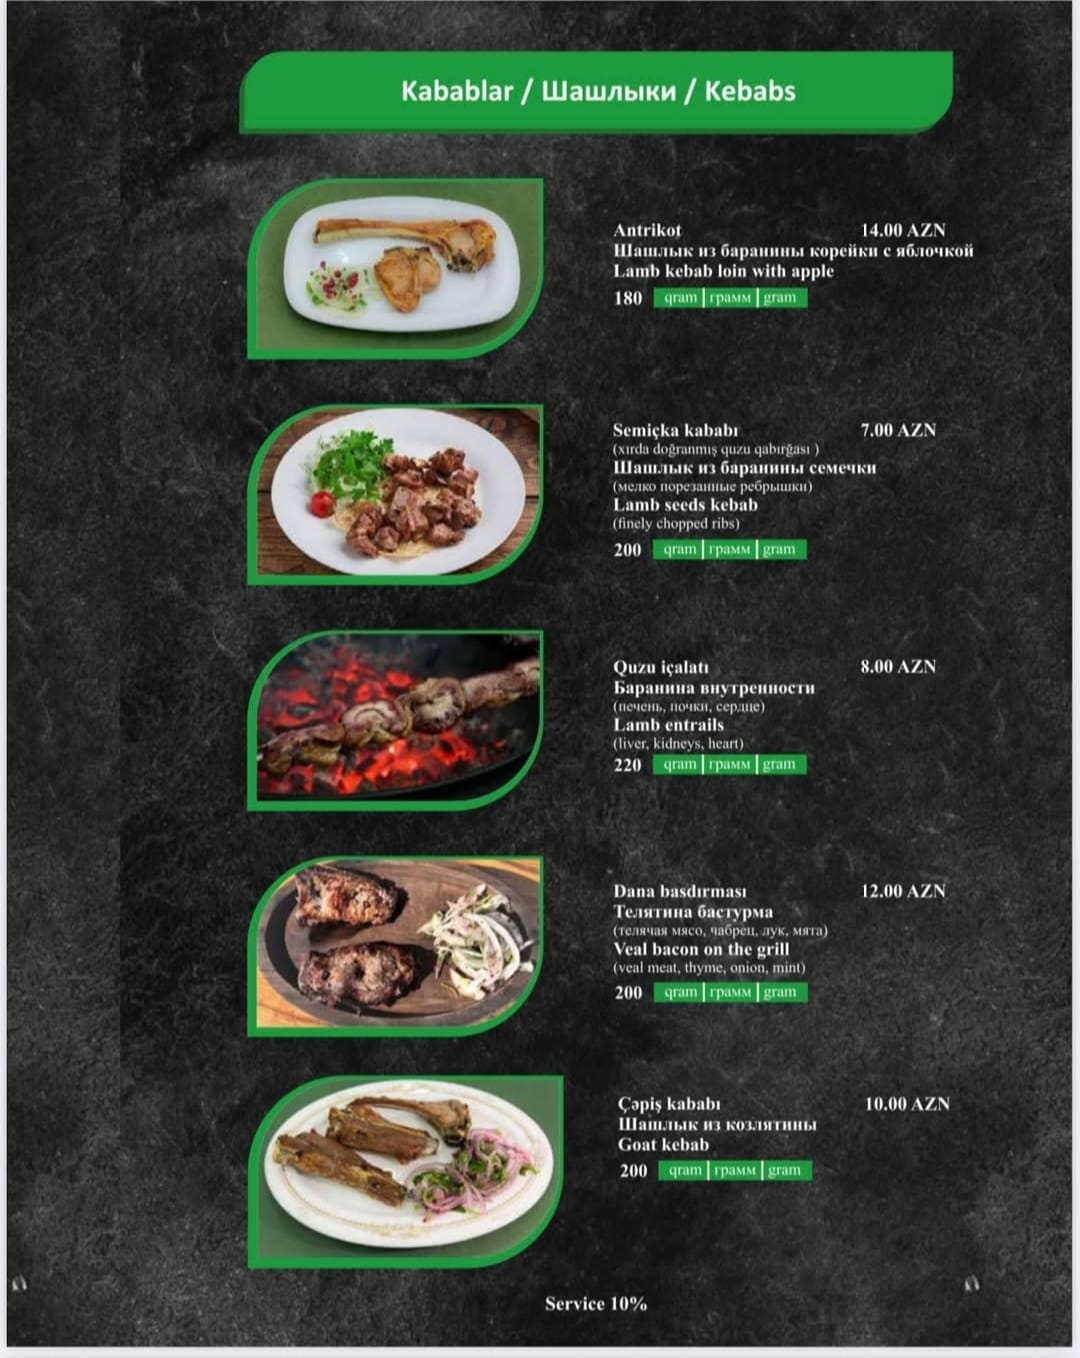 Kabablar / Шашлыки / Kebabs
Antrikot 14.00 AZN
Шашлык из баранины корейки с яблочкой
Lamb kebab loin with apple
180 qram грамм gram
Semiçka kababı 7.00 AZN
(xırda doğranmış quzu qabırğası )
Шашлык из баранины семечки
(мелко порезанные ребрышки)
Lamb seeds kebab
(finely chopped ribs)
200 qram грамм gram
Quzu içalatı 8.00 AZN
Баранина внутренности
(печень, почки, сердце)
Lamb entrails
(liver, kidneys, heart)
220 qram грамм gram
Dana basdırması 12.00 AZN
Телятина бастурма
(телячая мясо, чабрец, лук, мята)
Veal bacon on the grill
(veal meat, thyme, onion, mint)
200 qram грамм gram
Çəpiş kababı 10.00 AZN
Шашлык из козлятины
Goat kebab
200 qram грамм gram
Service 10%